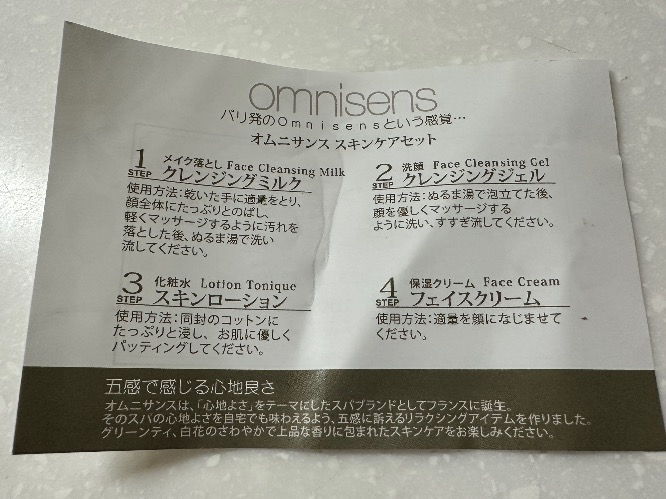 omnisens
パリ発のOmnisensという感覚…
オムニサンス スキンケアセット
1 STEP メイク落とし Face Cleansing Milk
クレンジングミルク
使用方法:乾いた手に適量をとり、
顔全体にたっぷりとのばし、
軽くマッサージするように汚れを
落とした後、ぬるま湯で洗い
流してください。
2 STEP 洗顔 Face Cleansing Gel
クレンジングジェル
使用方法:ぬるま湯で泡立てた後、
顔を優しくマッサージする
ように洗い、すすぎ流してください。
3 STEP 化粧水 Lotion Tonique
スキンローション
使用方法:同封のコットンに
たっぷりと浸し、お肌に優しく
パッティングしてください。
4 STEP 保湿クリーム Face Cream
フェイスクリーム
使用方法:適量を顔になじませて
ください。
五感で感じる心地良さ
オムニサンスは、「心地よさ」をテーマにしたスパブランドとしてフランスに誕生。
そのスパの心地よさを自宅でも味わえるよう、五感に訴えるリラクシングアイテムを作りました。
グリーンティ、白花のさわやかで上品な香りに包まれたスキンケアをお楽しみください。